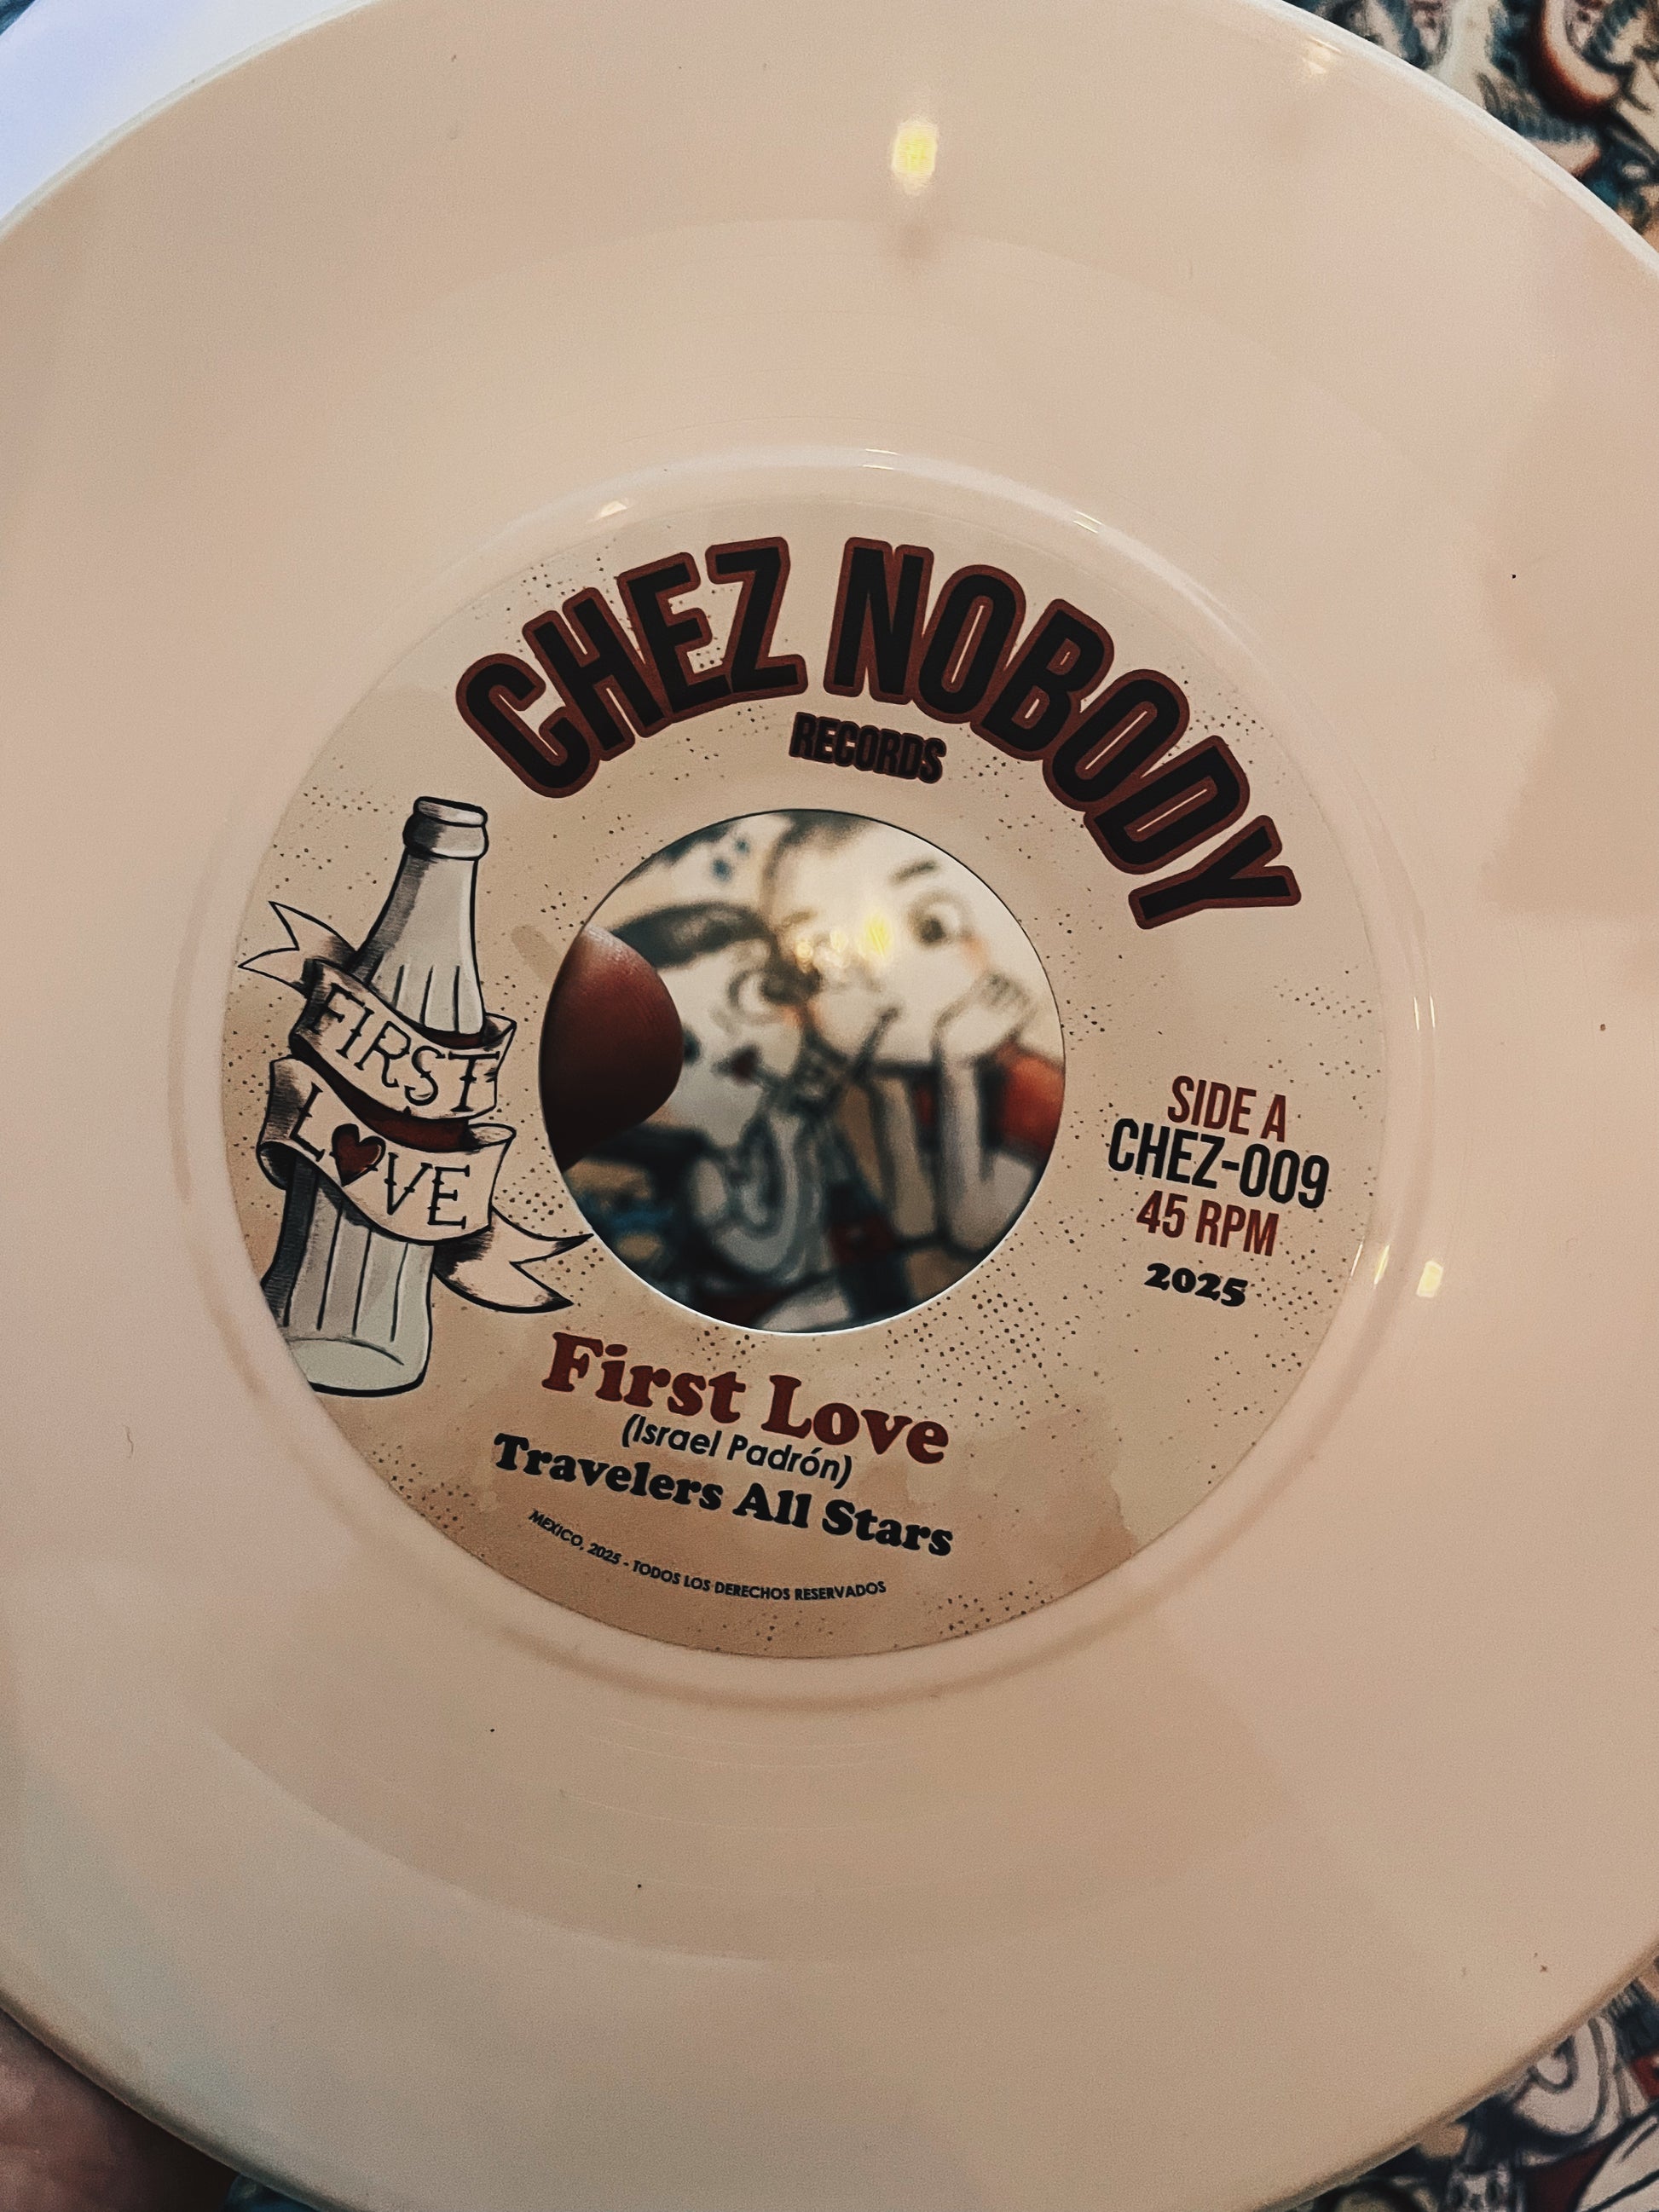 CHEZ NOBODY
RECORDS
FIRST
LOVE
SIDE A
CHEZ-009
45 RPM
2025
First Love
(Israel Padrón)
Travelers All Stars
MEXICO, 2025 - TODOS LOS DERECHOS RESERVADOS